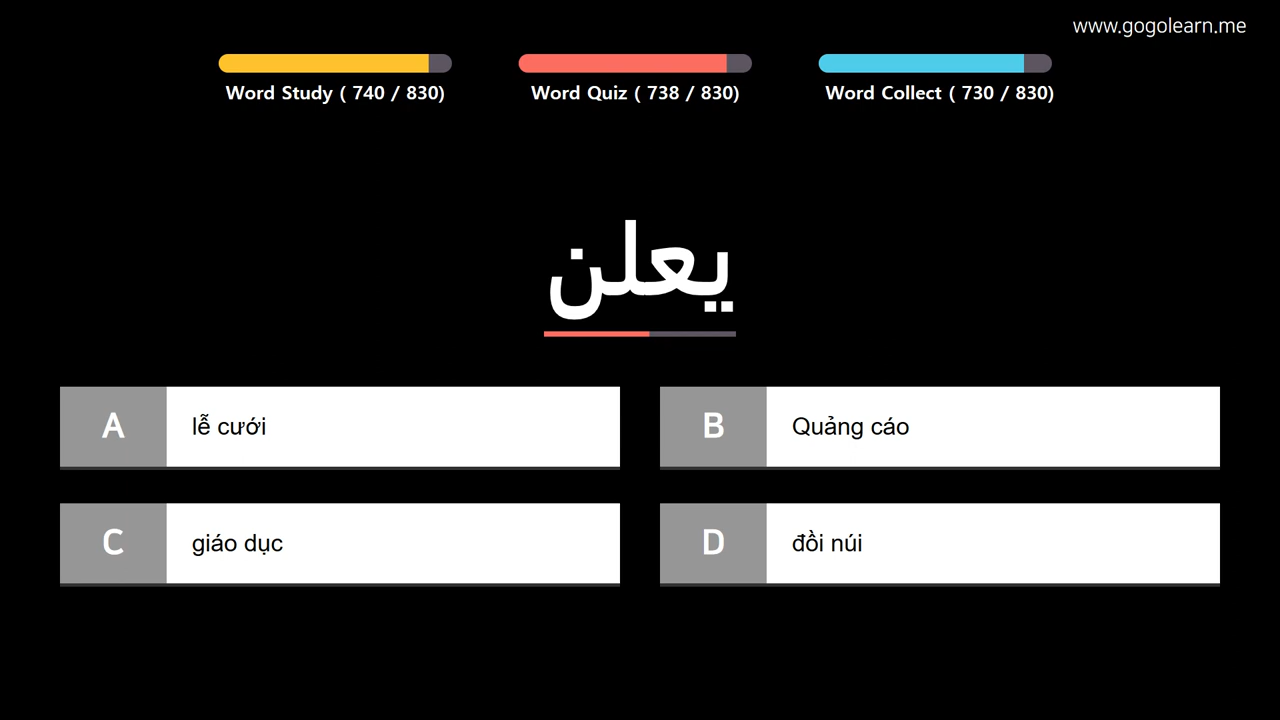 www.gogolearn.me
Word Study ( 740 / 830)
Word Quiz ( 738 / 830)
Word Collect ( 730 / 830)
يعلن
A lễ cưới
B Quảng cáo
C giáo dục
D đồi núi